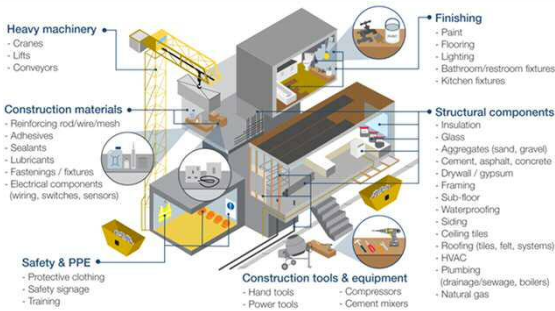 Heavy machinery
- Cranes
- Lifts
- Conveyors
Construction materials
- Reinforcing rod/wire/mesh
- Adhesives
- Sealants
- Lubricants
- Fastenings / fixtures
- Electrical components
(wiring, switches, sensors)
Safety & PPE
- Protective clothing
- Safety signage
- Training
Construction tools & equipment
- Hand tools
- Power tools
- Compressors
- Cement mixers
Finishing
- Paint
- Flooring
- Lighting
- Bathroom/restroom fixtures
- Kitchen fixtures
Structural components
- Insulation
- Glass
- Aggregates (sand, gravel)
- Cement, asphalt, concrete
- Drywall / gypsum
- Framing
- Sub-floor
- Waterproofing
- Siding
- Ceiling tiles
- Roofing (tiles, felt, systems)
- HVAC
- Plumbing
(drainage/sewage, boilers)
- Natural gas